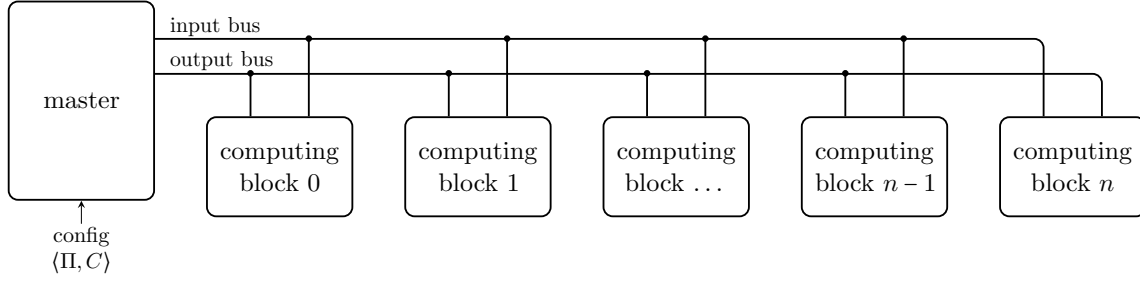 input bus
output bus
master
computing
block 0
computing
block 1
computing
block ...
computing
block n − 1
computing
block n
config
⟨Π, C⟩